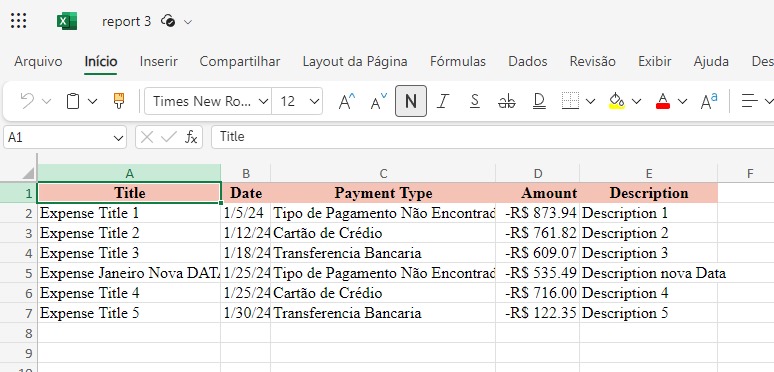 report 3
Arquivo Início Inserir Compartilhar Layout da Página Fórmulas Dados Revisão Exibir Ajuda Des
Times New Ro... 12 A A N I S ab D A Aa
A1 fx Title
A B C D E F
1 Title Date Payment Type Amount Description
2 Expense Title 1 1/5/24 Tipo de Pagamento Não Encontrad -R$ 873.94 Description 1
3 Expense Title 2 1/12/24 Cartão de Crédio -R$ 761.82 Description 2
4 Expense Title 3 1/18/24 Transferencia Bancaria -R$ 609.07 Description 3
5 Expense Janeiro Nova DATA 1/25/24 Tipo de Pagamento Não Encontrad -R$ 535.49 Description nova Data
6 Expense Title 4 1/25/24 Cartão de Crédio -R$ 716.00 Description 4
7 Expense Title 5 1/30/24 Transferencia Bancaria -R$ 122.35 Description 5
8
9